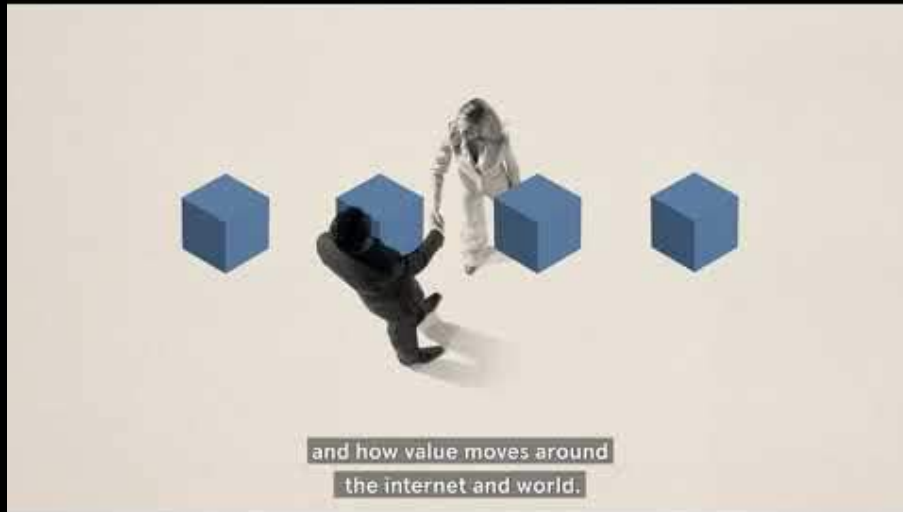 and how value moves around
the internet and world.